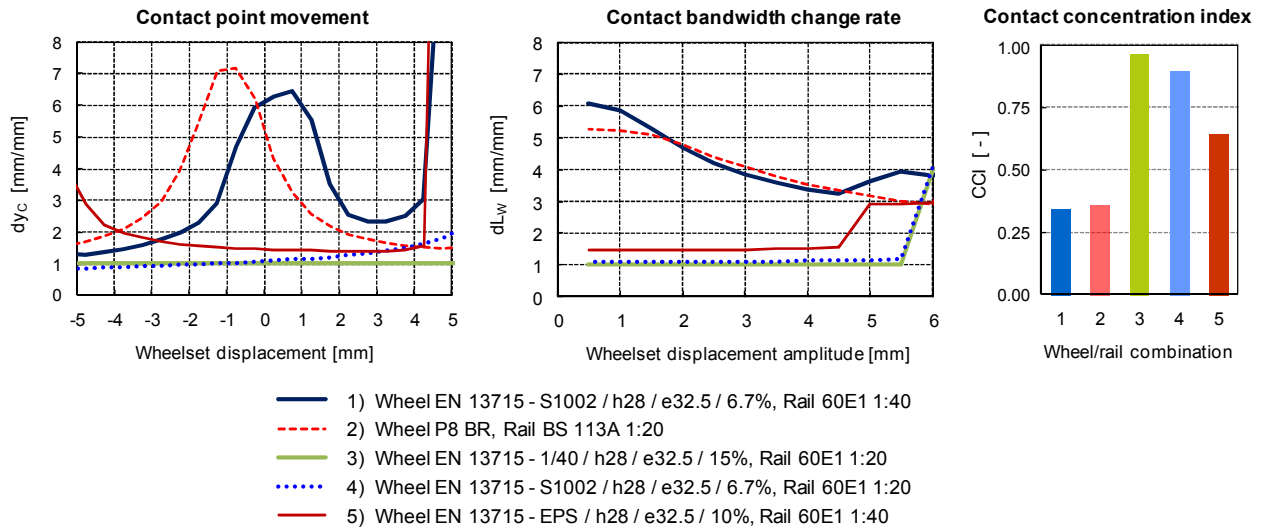 Contact point movement
8
7
6
5
4
3
2
1
0
dyC [mm/mm]
-5 -4 -3 -2 -1 0 1 2 3 4 5
Wheelset displacement [mm]
Contact bandwidth change rate
8
7
6
5
4
3
2
1
0
dLW [mm/mm]
0 1 2 3 4 5 6
Wheelset displacement amplitude [mm]
Contact concentration index
1.00
0.75
0.50
0.25
0.00
CCI [ - ]
1 2 3 4 5
Wheel/rail combination
1) Wheel EN 13715 - S1002 / h28 / e32.5 / 6.7%, Rail 60E1 1:40
2) Wheel P8 BR, Rail BS 113A 1:20
3) Wheel EN 13715 - 1/40 / h28 / e32.5 / 15%, Rail 60E1 1:20
4) Wheel EN 13715 - S1002 / h28 / e32.5 / 6.7%, Rail 60E1 1:20
5) Wheel EN 13715 - EPS / h28 / e32.5 / 10%, Rail 60E1 1:40